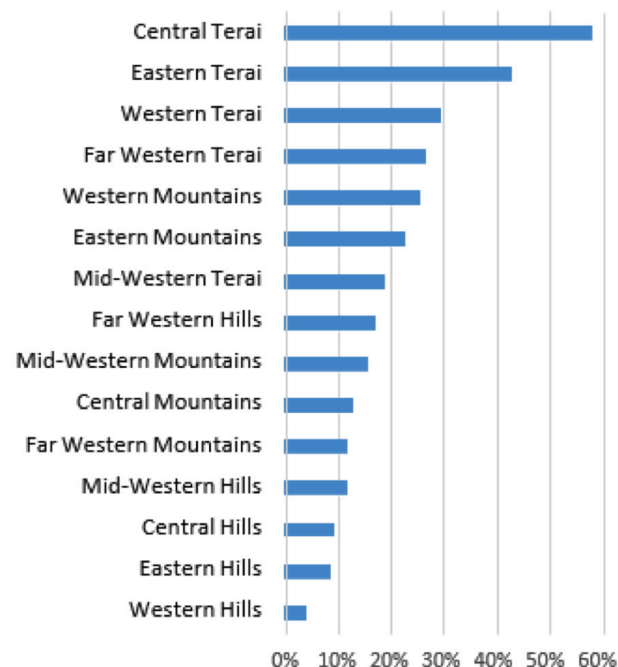 Central Terai
Eastern Terai
Western Terai
Far Western Terai
Western Mountains
Eastern Mountains
Mid-Western Terai
Far Western Hills
Mid-Western Mountains
Central Mountains
Far Western Mountains
Mid-Western Hills
Central Hills
Eastern Hills
Western Hills
0% 10% 20% 30% 40% 50% 60%